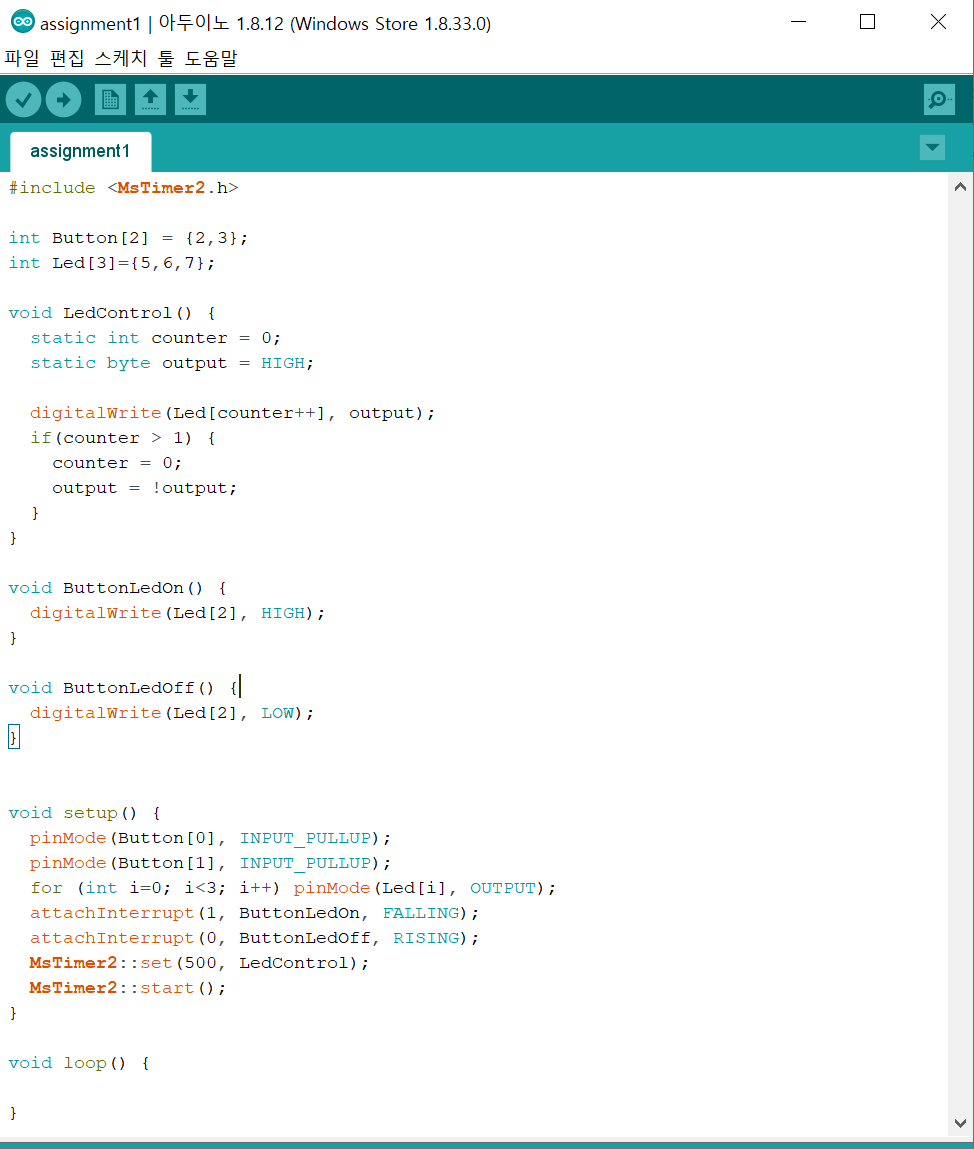 assignment1 | 아두이노 1.8.12 (Windows Store 1.8.33.0)
파일 편집 스케치 툴 도움말
assignment1
#include <MsTimer2.h>

int Button[2] = {2,3};
int Led[3]={5,6,7};

void LedControl() {
  static int counter = 0;
  static byte output = HIGH;

  digitalWrite(Led[counter++], output);
  if(counter > 1) {
    counter = 0;
    output = !output;
  }
}

void ButtonLedOn() {
  digitalWrite(Led[2], HIGH);
}

void ButtonLedOff() {
  digitalWrite(Led[2], LOW);
}


void setup() {
  pinMode(Button[0], INPUT_PULLUP);
  pinMode(Button[1], INPUT_PULLUP);
  for (int i=0; i<3; i++) pinMode(Led[i], OUTPUT);
  attachInterrupt(1, ButtonLedOn, FALLING);
  attachInterrupt(0, ButtonLedOff, RISING);
  MsTimer2::set(500, LedControl);
  MsTimer2::start();
}

void loop() {

}